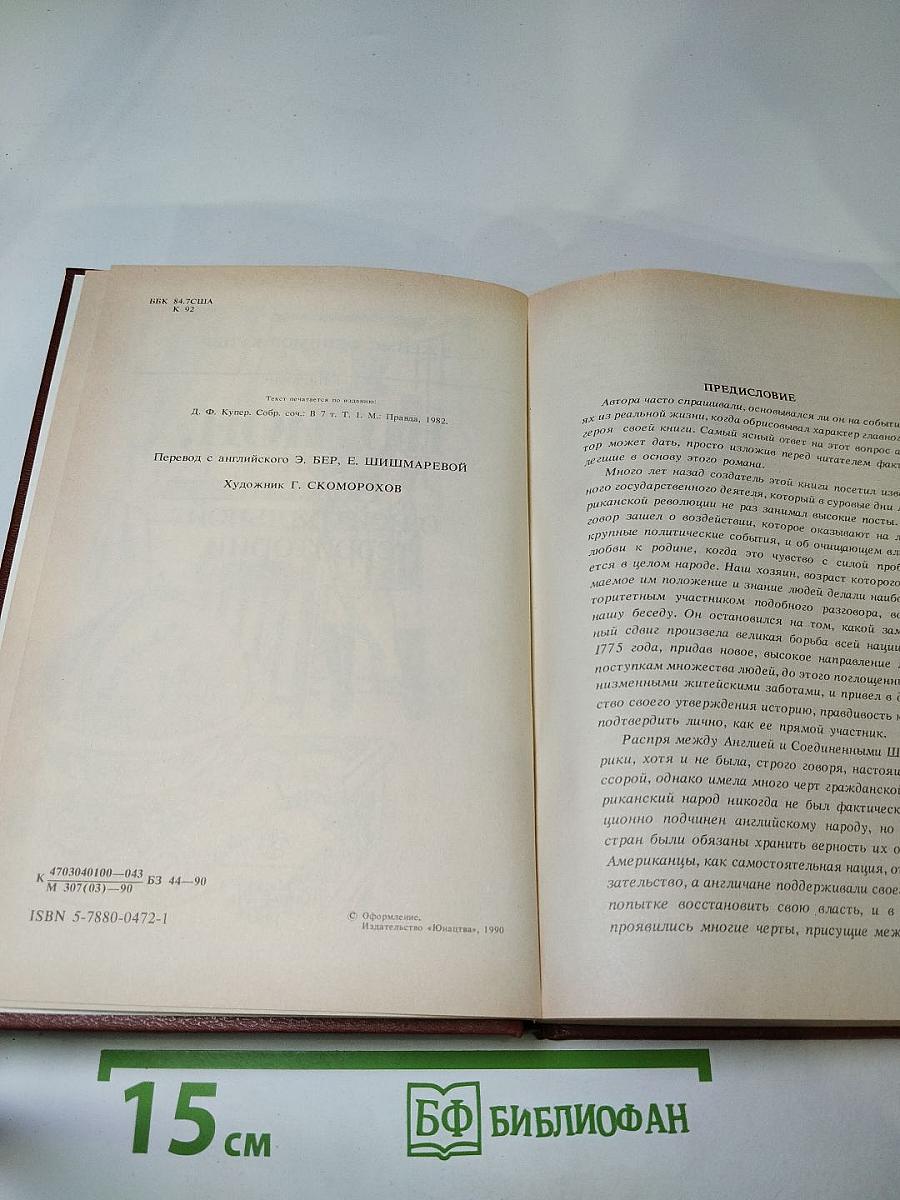 ББК 84.7США
К 92
Текст печатается по изданию:
Д. Ф. Купер. Собр. соч.: В 7 т. Т. 1. М.: Правда, 1982.
Перевод с английского Э. БЕР, Е. ШИШМАРЕВОЙ
Художник Г. СКОМОРОХОВ
К 4703040100—043
М 307(03)—90
БЗ 44—90
ISBN 5-7880-0472-1
© Оформление.
Издательство «Юнацтва», 1990
ПРЕДИСЛОВИЕ
Автора часто спрашивали, основывался ли он на событи
ях из реальной жизни, когда обрисовывал характер главног
героя своей книги. Самый ясный ответ на этот вопрос а
тор может дать, просто изложив перед читателем фак
легшие в основу этого романа.
Много лет назад создатель этой книги посетил изве
ного государственного деятеля, который в суровые дни
риканской революции не раз занимал высокие посты.
говор зашел о воздействии, которое оказывают на
крупные политические события, и об очищающем вл
любви к родине, когда это чувство с силой проб
ется в целом народе. Наш хозяин, возраст которого
маемое им положение и знание людей делали наибо
торитетным участником подобного разговора, в
нашу беседу. Он остановился на том, какой зам
ный сдвиг произвела великая борьба всей наци
1775 года, придав новое, высокое направление
поступкам множества людей, до этого поглощенн
низменными житейскими заботами, и привел в
ство своего утверждения историю, правдивость
подтвердить лично, как ее прямой участник.
Распря между Англией и Соединенными Ш
рики, хотя и не была, строго говоря, настоя
ссорой, однако имела много черт гражданской
риканский народ никогда не был фактическ
ционно подчинен английскому народу, но
стран были обязаны хранить верность их о
Американцы, как самостоятельная нация, от
зательство, а англичане поддерживали свое
попытке восстановить свою власть, и в
проявились многие черты, присущие меж
15 см
БФ БИБЛИОФАН